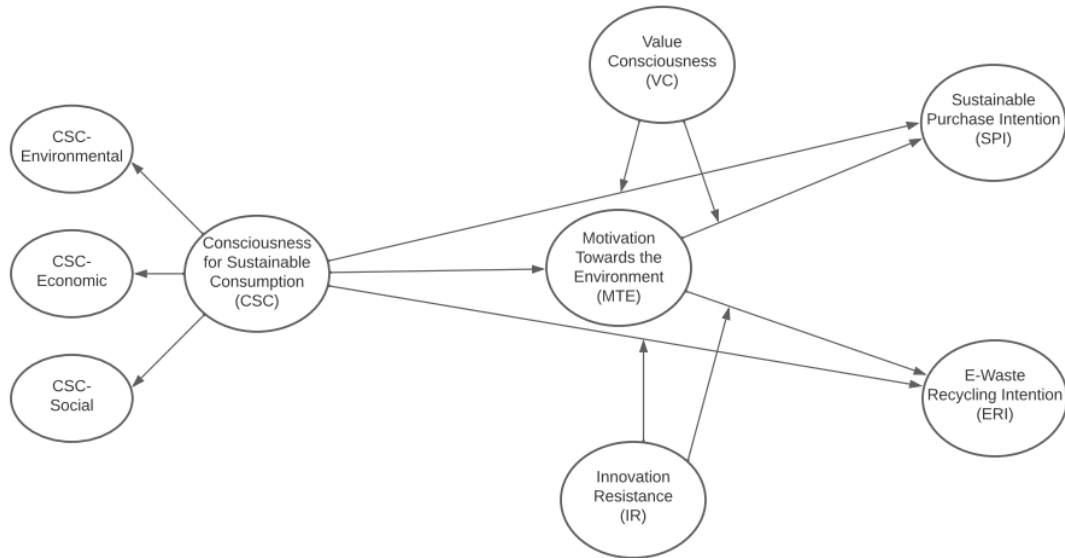 Value
Consciousness
(VC)
Sustainable
Purchase Intention
(SPI)
CSC-
Environmental
Consciousness
for Sustainable
Consumption
(CSC)
Motivation
Towards the
Environment
(MTE)
CSC-
Economic
CSC-
Social
E-Waste
Recycling Intention
(ERI)
Innovation
Resistance
(IR)